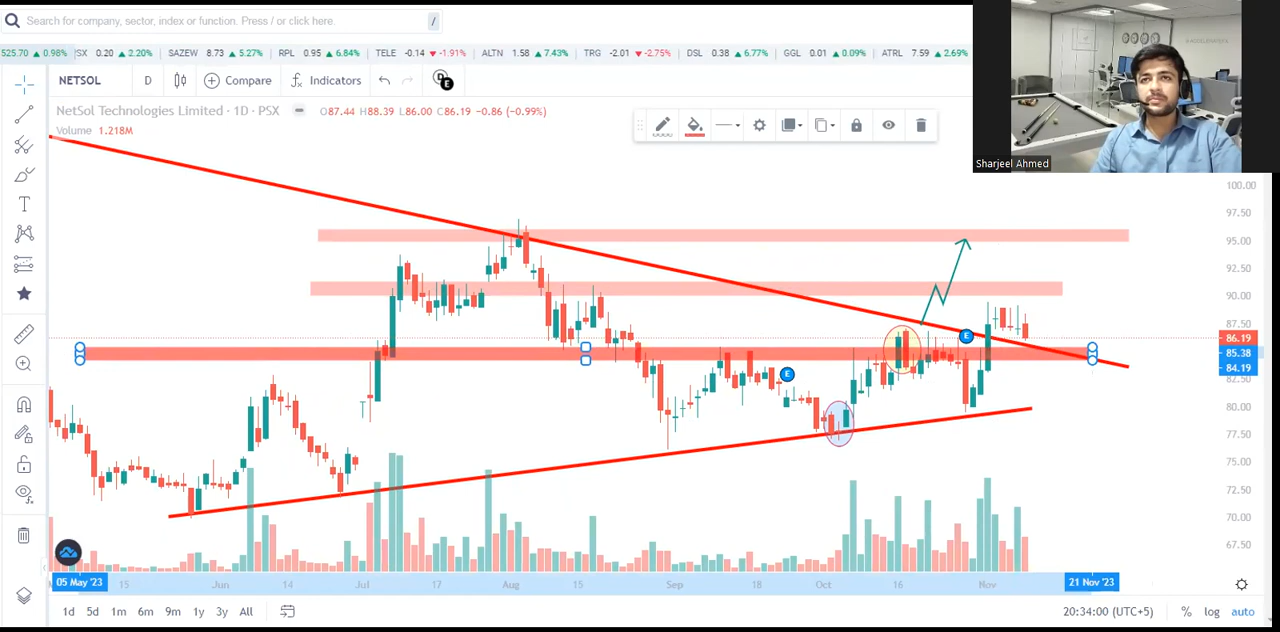 Search for company, sector, index or function. Press / or click here. /
525.70 ▲ 0.98% PSX 0.20 ▲ 2.20% SAZEW 8.73 ▲ 5.27% RPL 0.95 ▲ 6.84% TELE -0.14 ▼ -1.91% ALTN 1.58 ▲ 7.43% TRG -2.01 ▼ -2.75% DSL 0.38 ▲ 6.77% GGL 0.01 ▲ 0.09% ATRL 7.59 ▲ 2.69%
NETSOL D Compare Indicators D E
NetSol Technologies Limited · 1D · PSX O87.44 H88.39 L86.00 C86.19 −0.86 (−0.99%)
Volume 1.218M
Sharjeel Ahmed
100.00
97.50
95.00
92.50
90.00
87.50
86.19
85.38
84.19
82.50
80.00
77.50
75.00
72.50
70.00
67.50
E
E
T
05 May '23 15 Jun 14 Jul 17 Aug 15 Sep 18 Oct 16 Nov 21 Nov '23
1d 5d 1m 6m 9m 1y 3y All 20:34:00 (UTC+5) % log auto